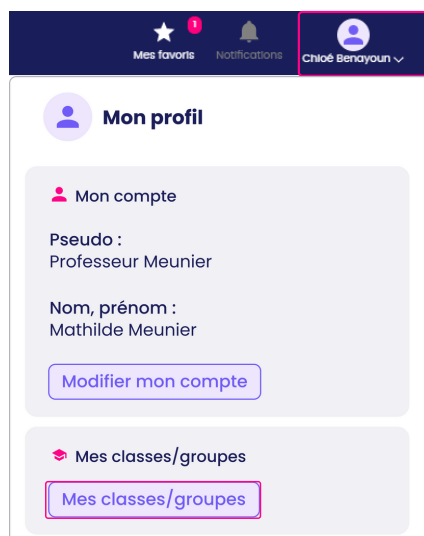 1
Mes favoris
Notifications
Chloé Benayoun
Mon profil
Mon compte
Pseudo :
Professeur Meunier
Nom, prénom :
Mathilde Meunier
Modifier mon compte
Mes classes/groupes
Mes classes/groupes